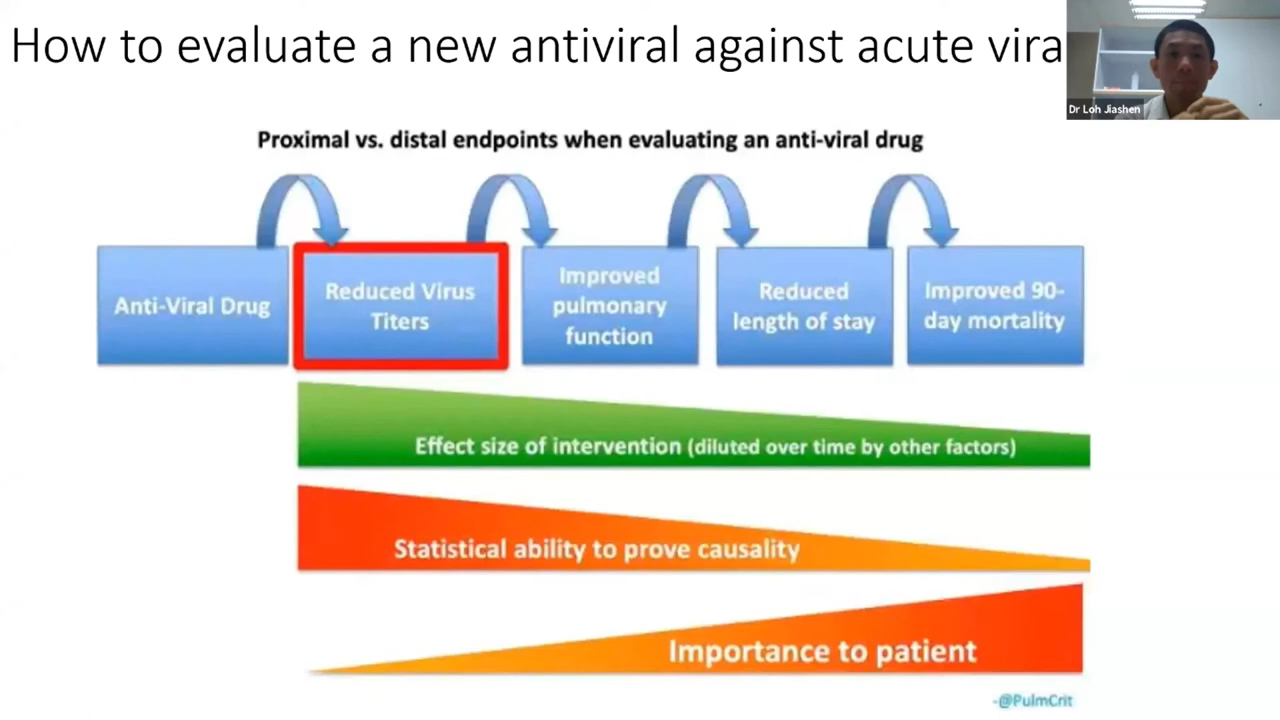 How to evaluate a new antiviral against acute vira
Dr Loh Jiashen
Proximal vs. distal endpoints when evaluating an anti-viral drug
Anti-Viral Drug
Reduced Virus
Titers
Improved
pulmonary
function
Reduced
length of stay
Improved 90-
day mortality
Effect size of intervention (diluted over time by other factors)
Statistical ability to prove causality
Importance to patient
-@PulmCrit